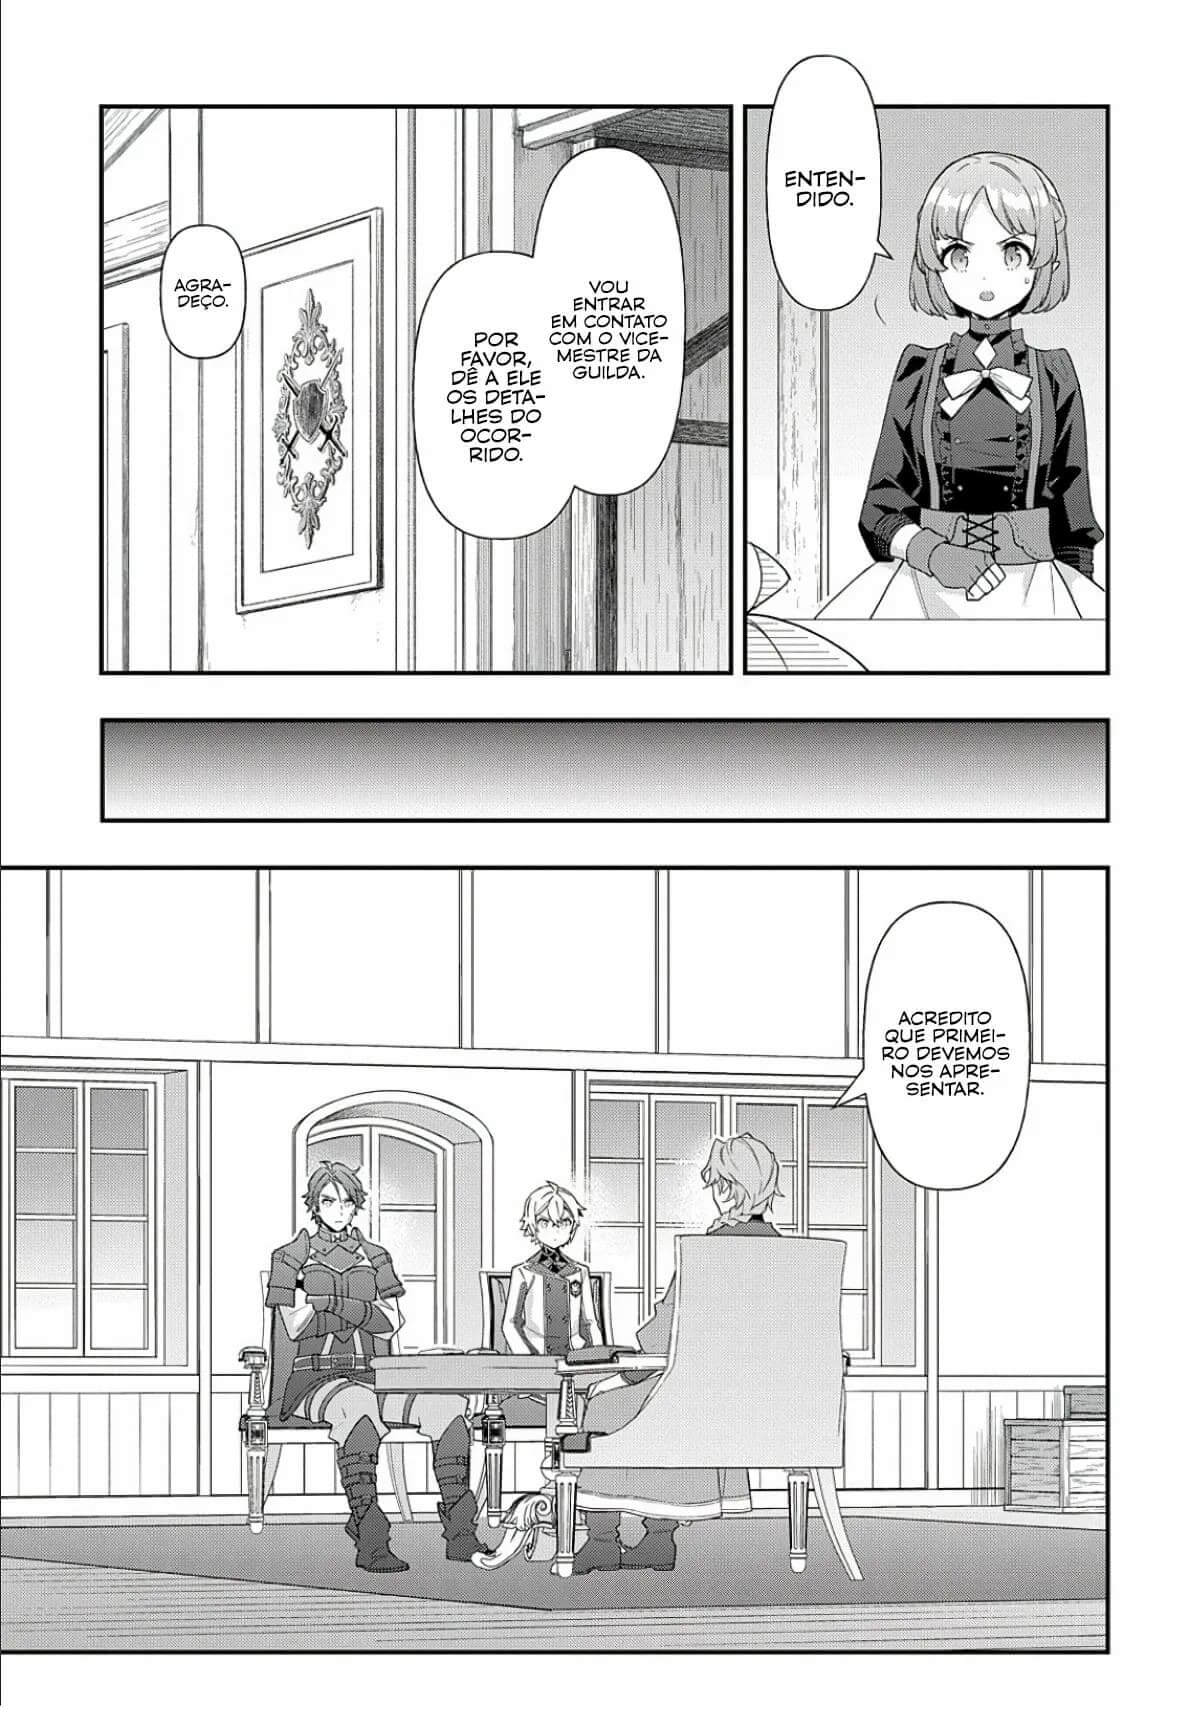 ENTEN-
DIDO.
VOU
ENTRAR
EM CONTATO
COM O VICE-
MESTRE DA
GUILDA.
POR
FAVOR,
DÊ A ELE
OS DETA-
LHES DO
OCOR-
RIDO.
AGRA-
DEÇO.
ACREDITO
QUE PRIMEI-
RO DEVEMOS
NOS APRE-
SENTAR.